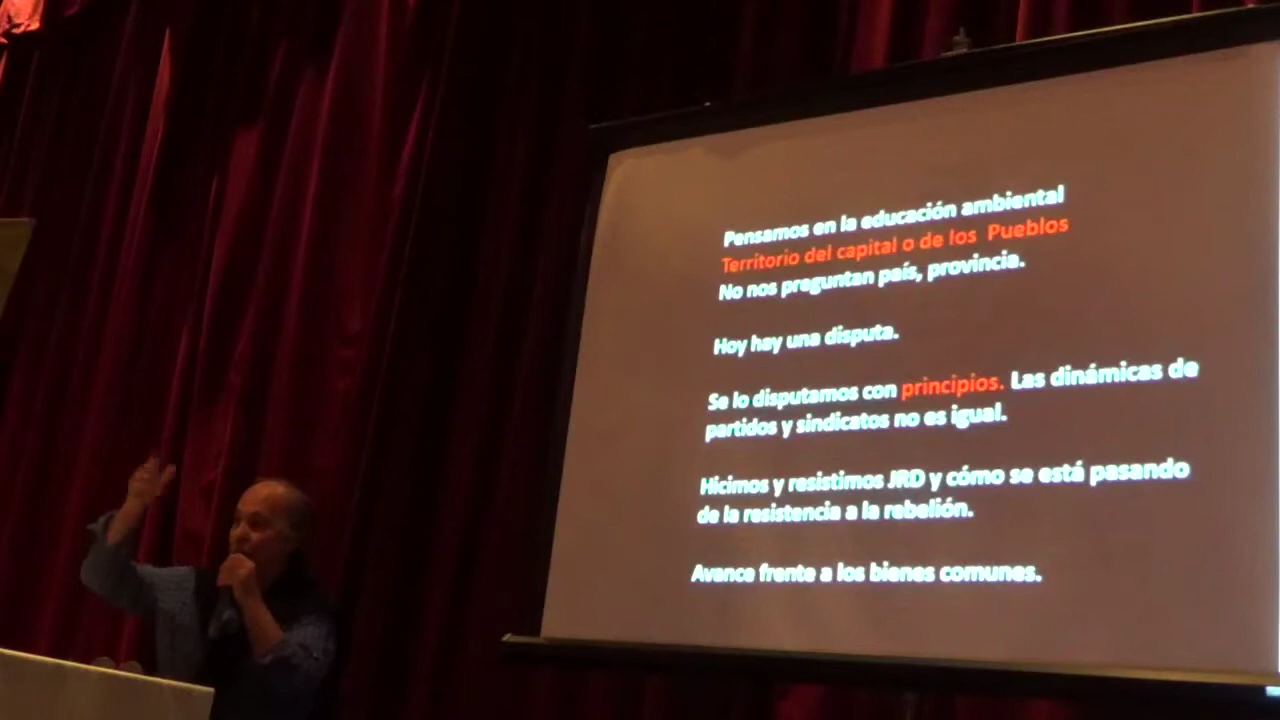 Pensamos en la educación ambiental
Territorio del capital o de los Pueblos
No nos preguntan país, provincia.
Hoy hay una disputa.
Se lo disputamos con principios. Las dinámicas de
partidos y sindicatos no es igual.
Hicimos y resistimos JRD y cómo se está pasando
de la resistencia a la rebelión.
Avance frente a los bienes comunes.